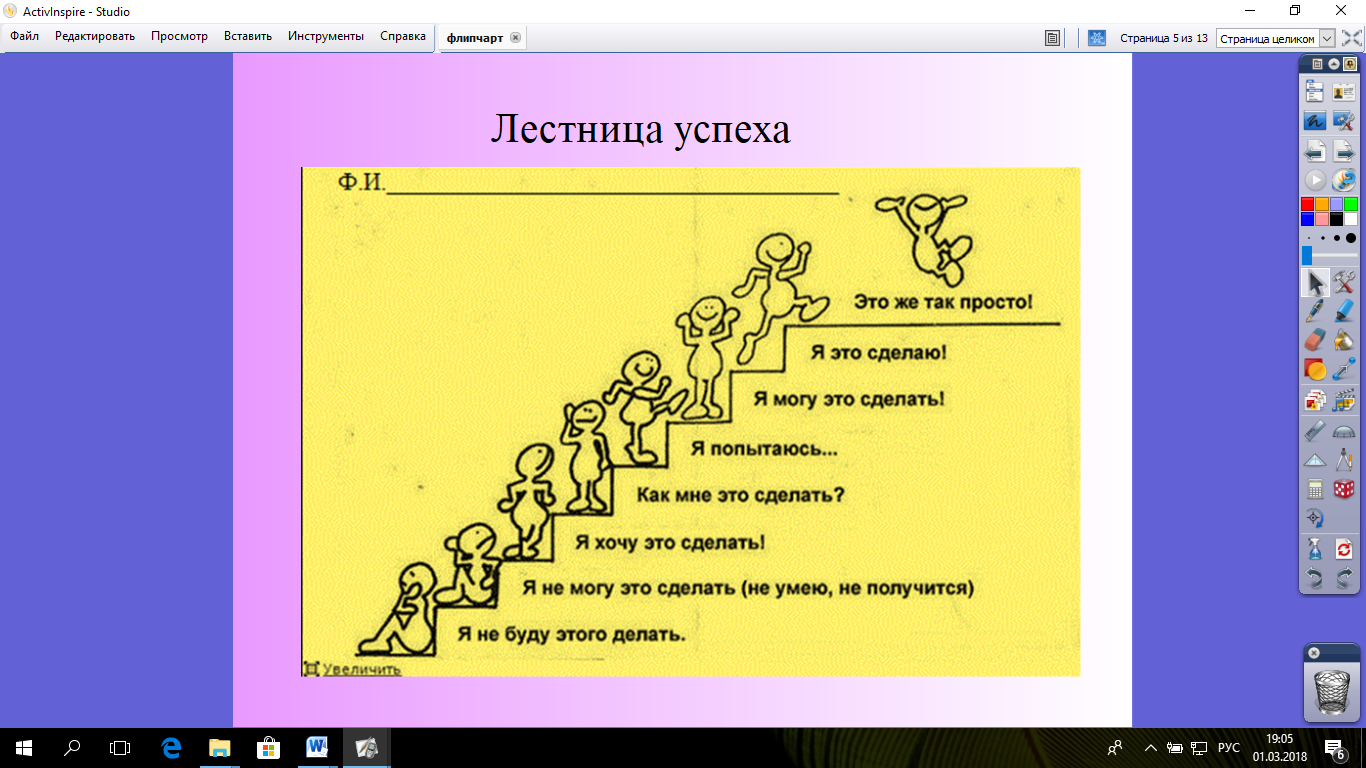 ActivInspire - Studio
Файл Редактировать Просмотр Вставить Инструменты Справка
флипчарт
Страница 5 из 13
Страница целиком
Лестница успеха
Ф.И.
Это же так просто!
Я это сделаю!
Я могу это сделать!
Я попытаюсь...
Как мне это сделать?
Я хочу это сделать!
Я не могу это сделать (не умею, не получится)
Я не буду этого делать.
Увеличить
РУС
19:05
01.03.2018
6